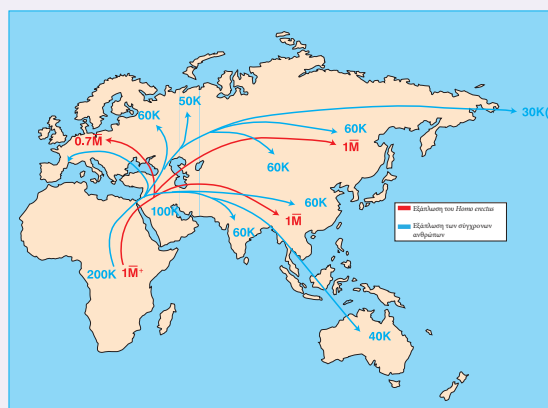 50K
60K
30K(
0.7M̅
60K
1M̅
60K
60K
100K
1M̅
60K
200K
1M̅⁺
40K
Εξάπλωση του Homo erectus
Εξάπλωση των σύγχρονων
ανθρώπων